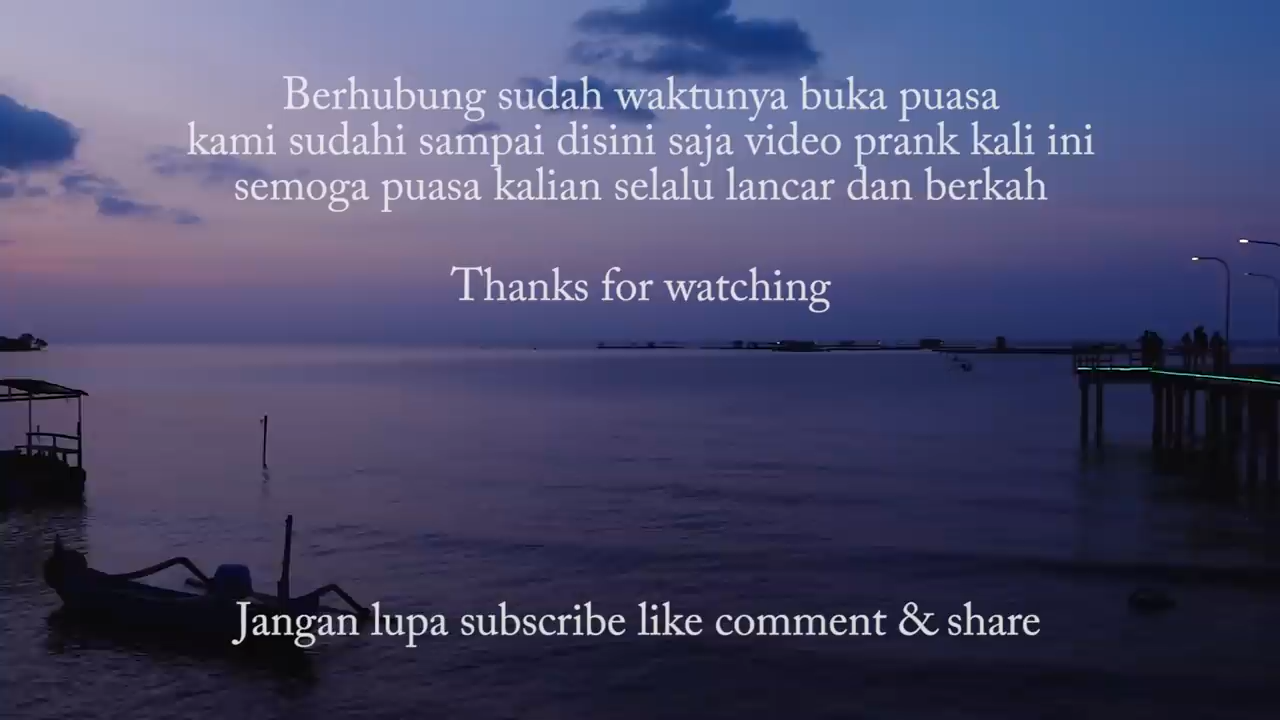 Berhubung sudah waktunya buka puasa
kami sudahi sampai disini saja video prank kali ini
semoga puasa kalian selalu lancar dan berkah
Thanks for watching
Jangan lupa subscribe like comment & share